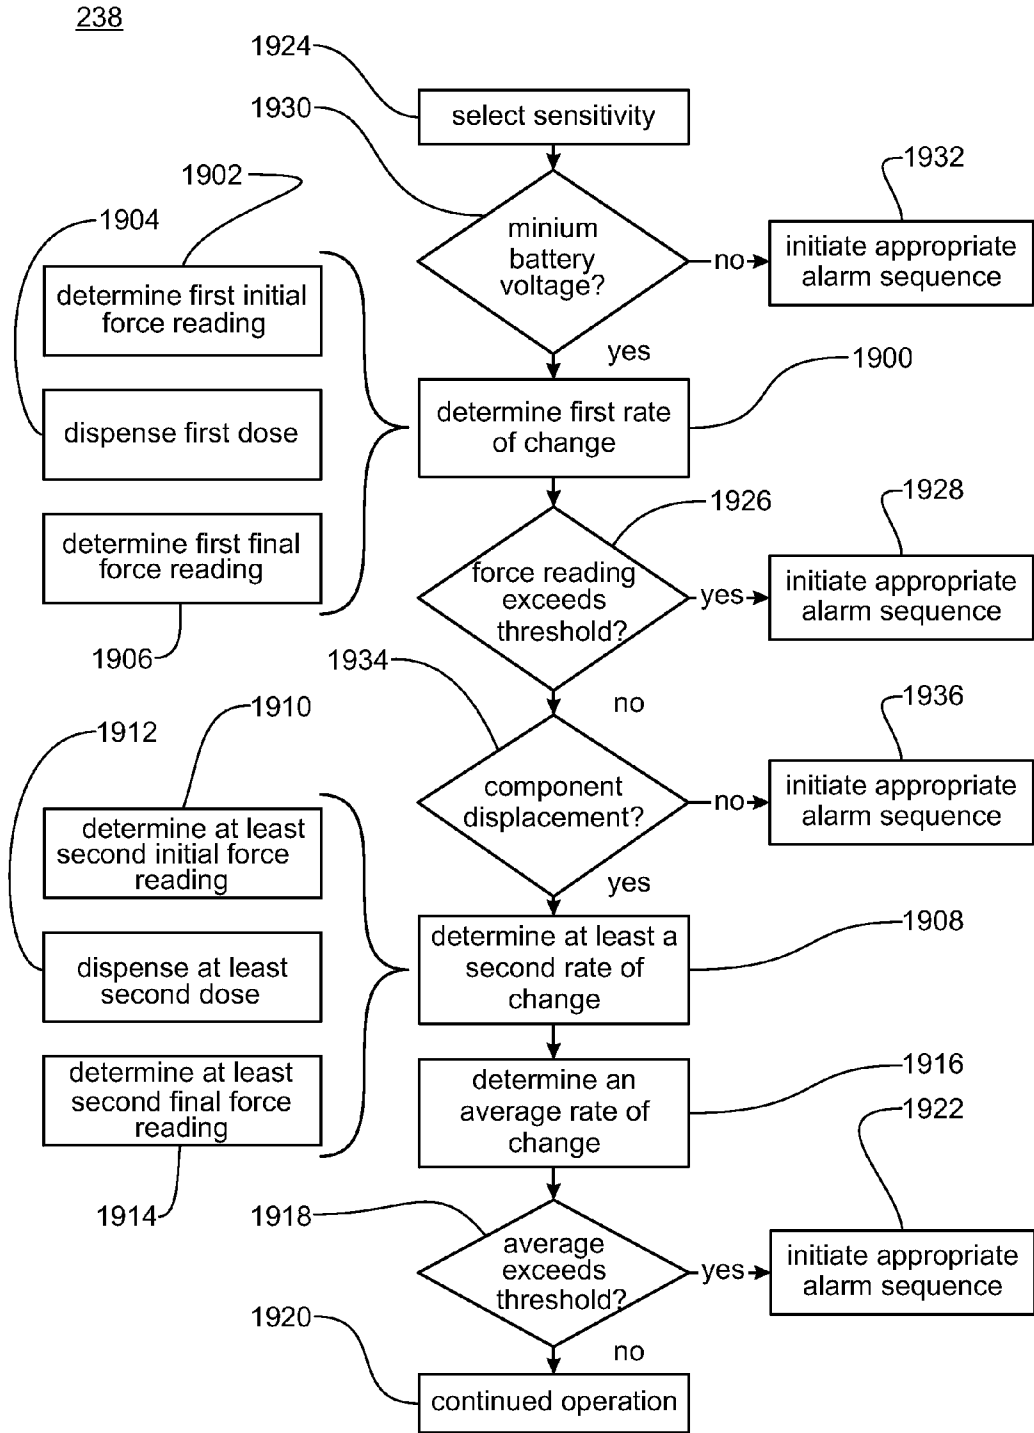 238
1924
select sensitivity
1930
minium
battery
voltage?
no
1932
initiate appropriate
alarm sequence
yes
1902
1904
determine first initial
force reading
dispense first dose
determine first final
force reading
1906
1900
determine first rate
of change
1926
force reading
exceeds
threshold?
yes
1928
initiate appropriate
alarm sequence
no
1934
component
displacement?
no
1936
initiate appropriate
alarm sequence
yes
1910
1912
determine at least
second initial force
reading
dispense at least
second dose
determine at least
second final force
reading
1914
1908
determine at least a
second rate of
change
1916
determine an
average rate of
change
1918
average
exceeds
threshold?
yes
1922
initiate appropriate
alarm sequence
no
1920
continued operation